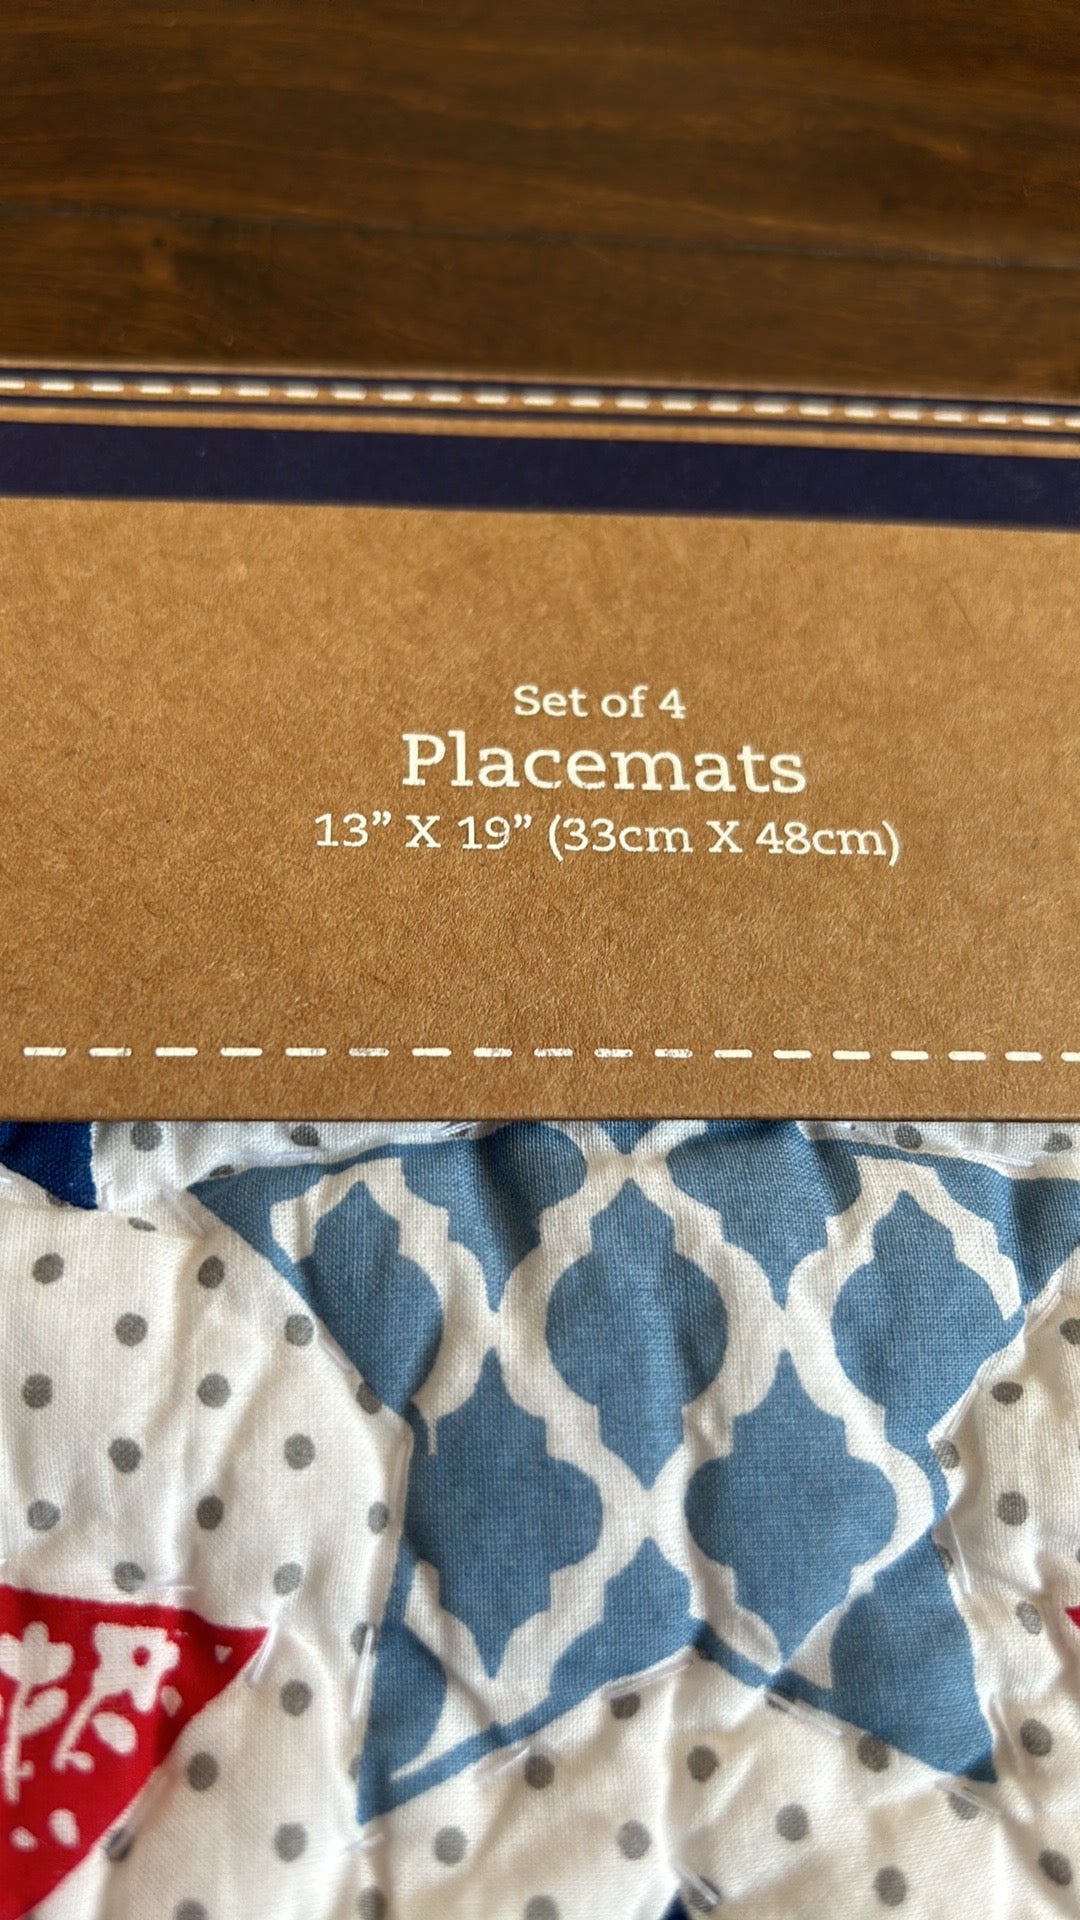 Set of 4
Placemats
13” X 19” (33cm X 48cm)